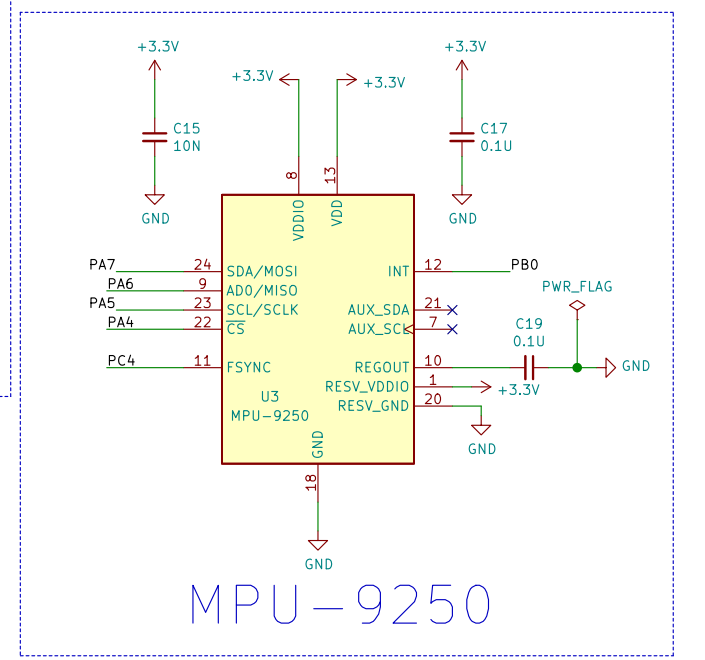 +3.3V
+3.3V
+3.3V
+3.3V
C15
10N
C17
0.1U
GND
GND
8
13
VDDIO
VDD
PA7
24
SDA/MOSI
INT
12
PB0
PA6
9
AD0/MISO
PWR_FLAG
PA5
23
SCL/SCLK
AUX_SDA
21
PA4
22
CS
AUX_SCL
7
C19
0.1U
PC4
11
FSYNC
REGOUT
10
GND
RESV_VDDIO
1
+3.3V
U3
MPU-9250
RESV_GND
20
GND
GND
18
GND
MPU-9250